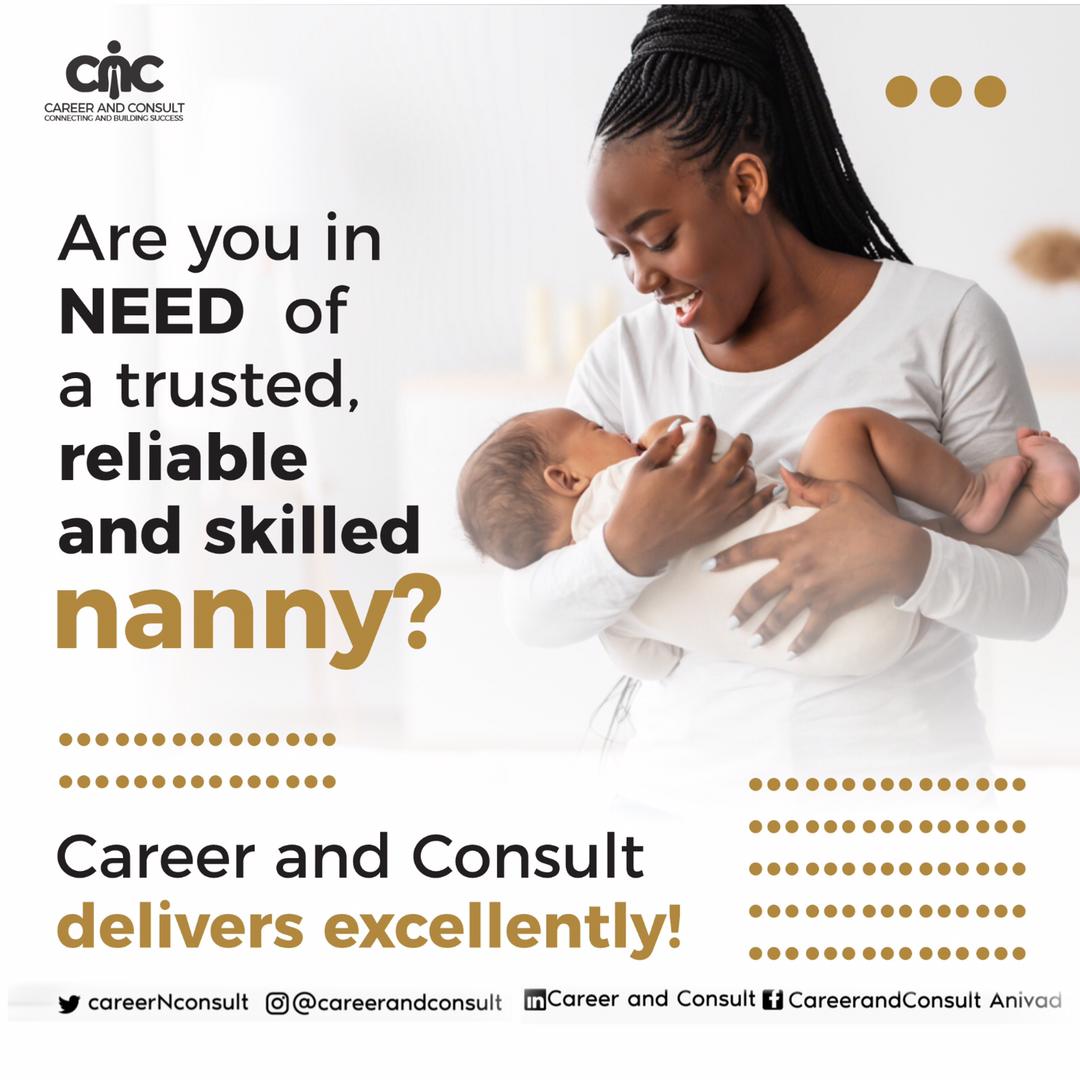 cnc
CAREER AND CONSULT
CONNECTING AND BUILDING SUCCESS
Are you in
NEED of
a trusted,
reliable
and skilled
nanny?
Career and Consult
delivers excellently!
careerNconsult @careerandconsult Career and Consult CareerandConsult Anivad